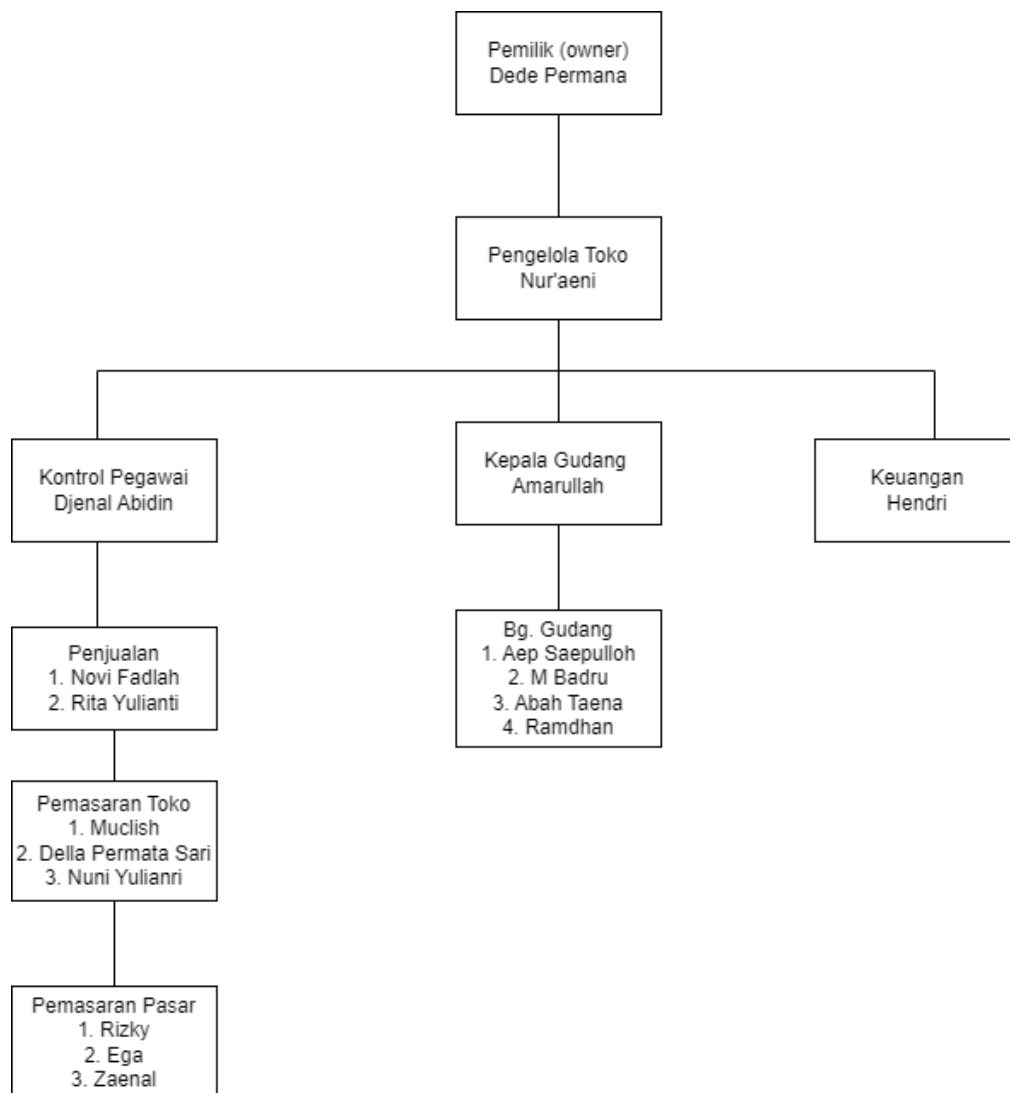 Pemilik (owner)
Dede Permana
Pengelola Toko
Nur'aeni
Kontrol Pegawai
Djenal Abidin
Kepala Gudang
Amarullah
Keuangan
Hendri
Penjualan
1. Novi Fadlah
2. Rita Yulianti
Bg. Gudang
1. Aep Saepulloh
2. M Badru
3. Abah Taena
4. Ramdhan
Pemasaran Toko
1. Muclish
2. Della Permata Sari
3. Nuni Yulianri
Pemasaran Pasar
1. Rizky
2. Ega
3. Zaenal